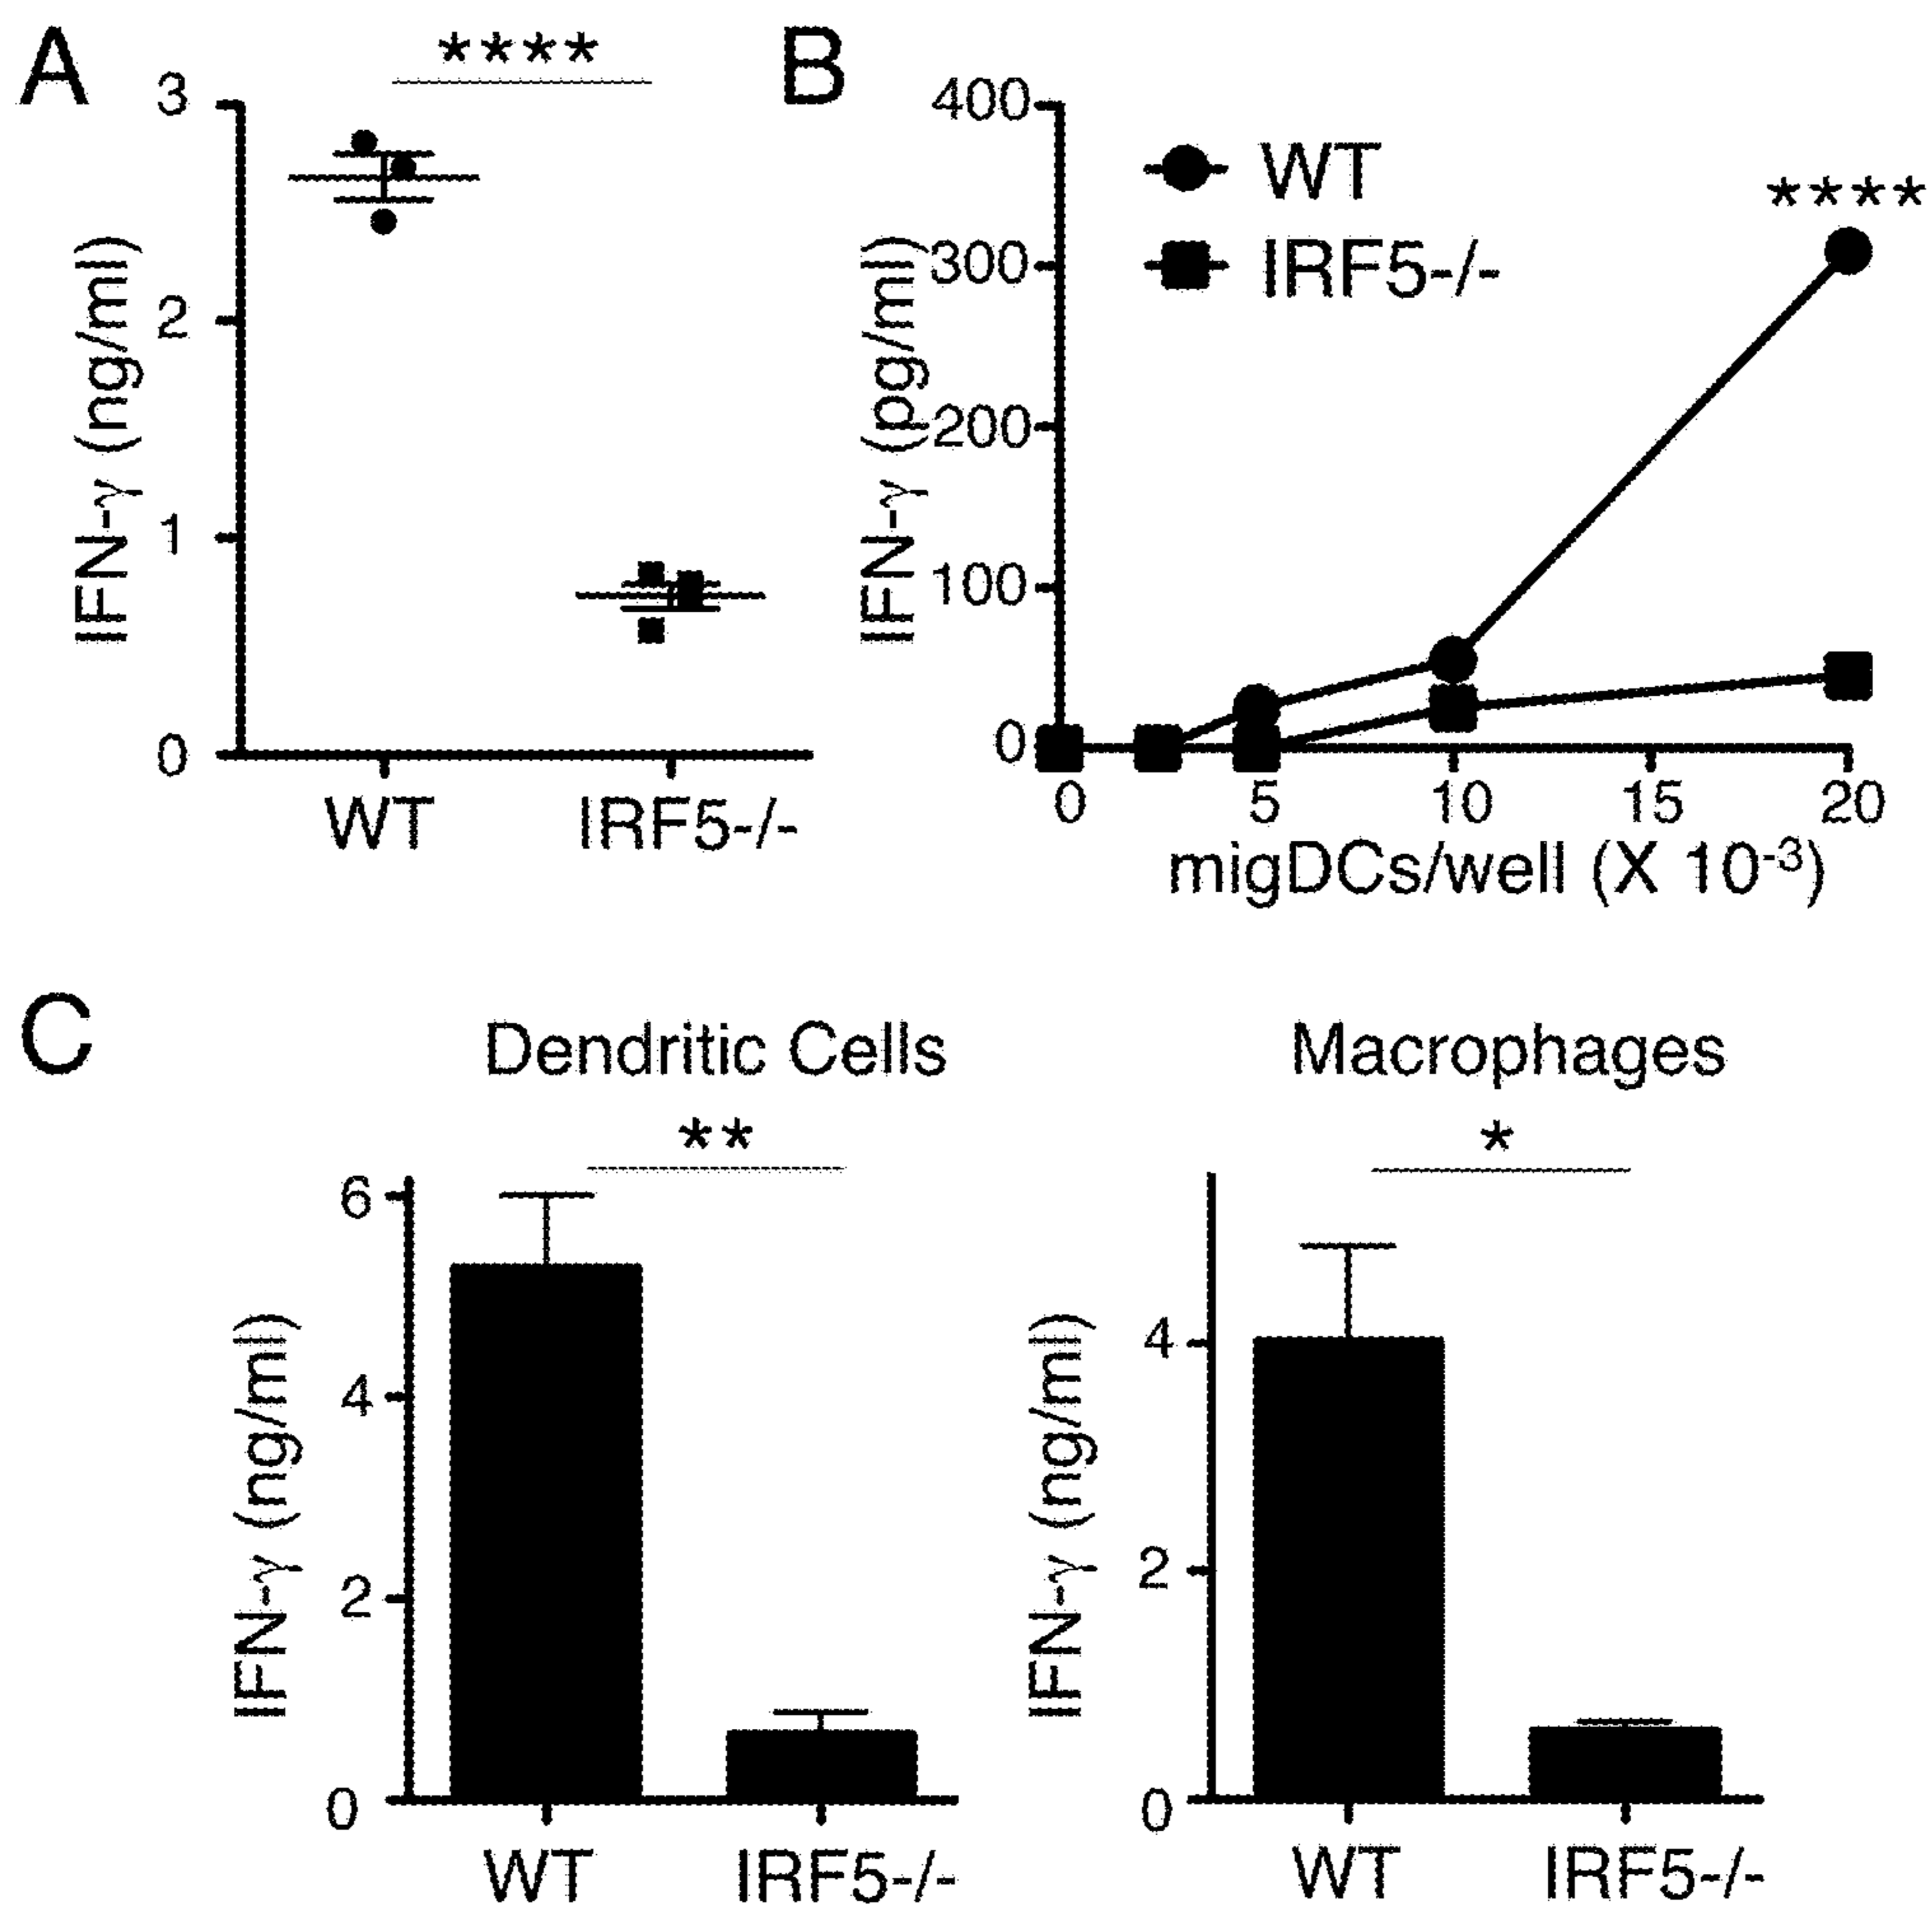 A
****
3
2
1
0
IFN-γ (ng/ml)
WT IRF5-/-
B
400
300
200
100
0
IFN-γ (pg/ml)
WT
IRF5-/-
****
0 5 10 15 20
migDCs/well (X 10-3)
C
Dendritic Cells
**
6
4
2
0
IFN-γ (ng/ml)
WT IRF5-/-
Macrophages
*
4
2
0
IFN-γ (ng/ml)
WT IRF5-/-